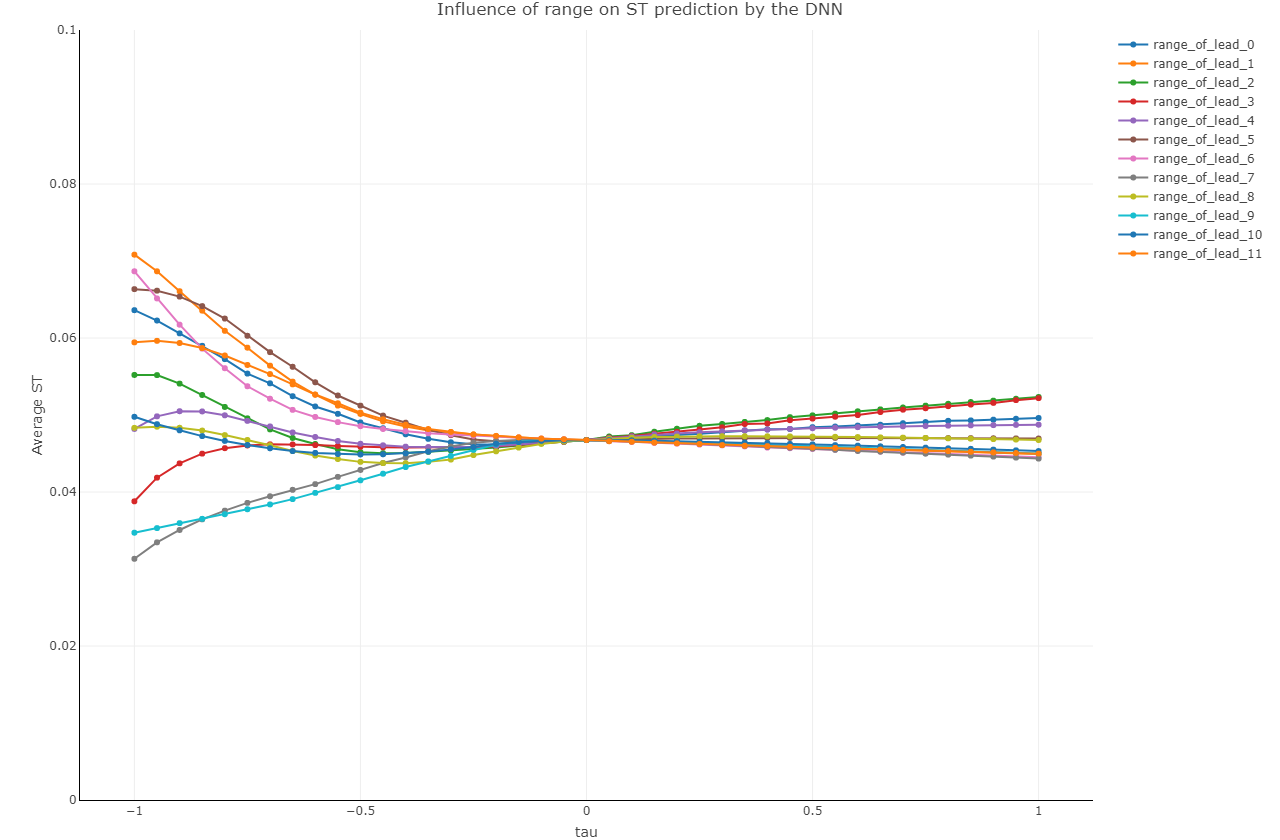 Influence of range on ST prediction by the DNN
0.1
0.08
0.06
0.04
0.02
0
Average ST
−1
−0.5
0
0.5
1
tau
range_of_lead_0
range_of_lead_1
range_of_lead_2
range_of_lead_3
range_of_lead_4
range_of_lead_5
range_of_lead_6
range_of_lead_7
range_of_lead_8
range_of_lead_9
range_of_lead_10
range_of_lead_11